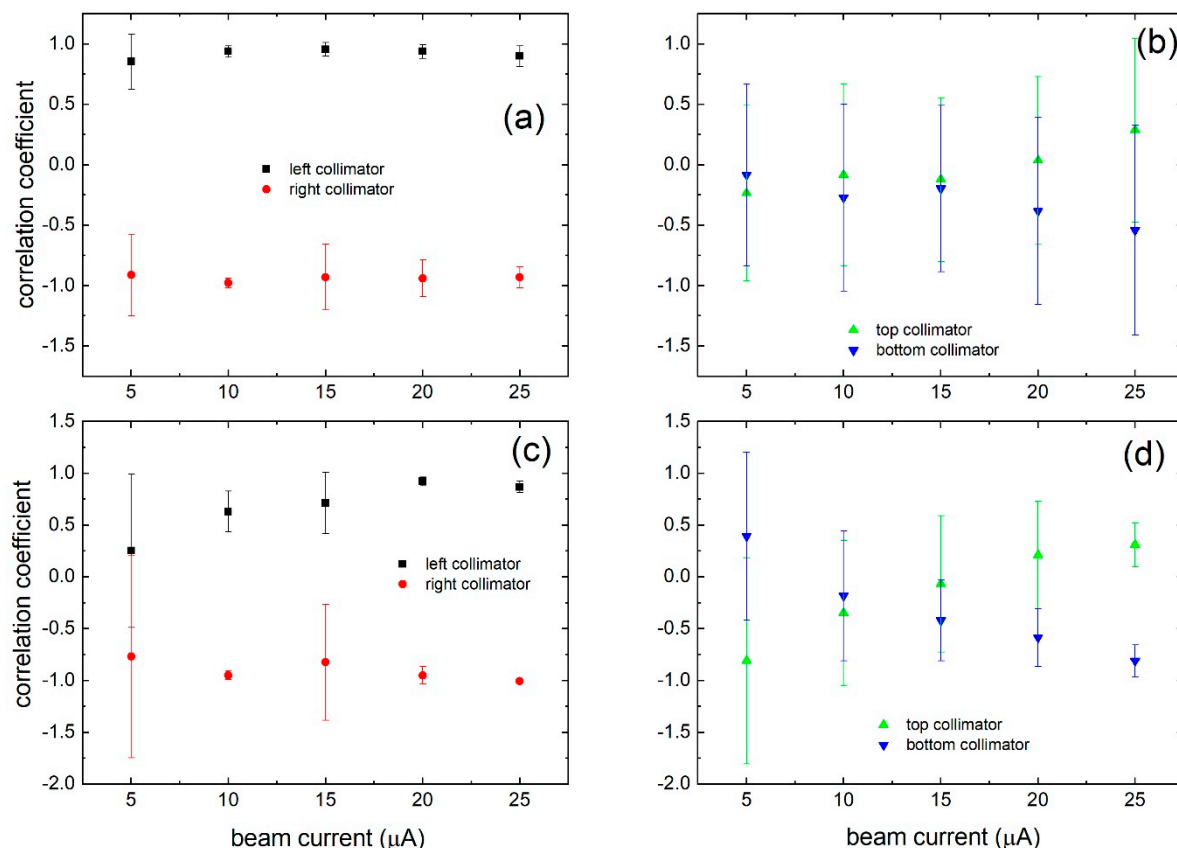 (a)
1.0
0.5
0.0
-0.5
-1.0
-1.5
correlation coefficient
left collimator
right collimator
5 10 15 20 25
(b)
1.0
0.5
0.0
-0.5
-1.0
-1.5
top collimator
bottom collimator
5 10 15 20 25
(c)
1.5
1.0
0.5
0.0
-0.5
-1.0
-1.5
-2.0
correlation coefficient
left collimator
right collimator
5 10 15 20 25
beam current (μA)
(d)
1.5
1.0
0.5
0.0
-0.5
-1.0
-1.5
-2.0
top collimator
bottom collimator
5 10 15 20 25
beam current (μA)